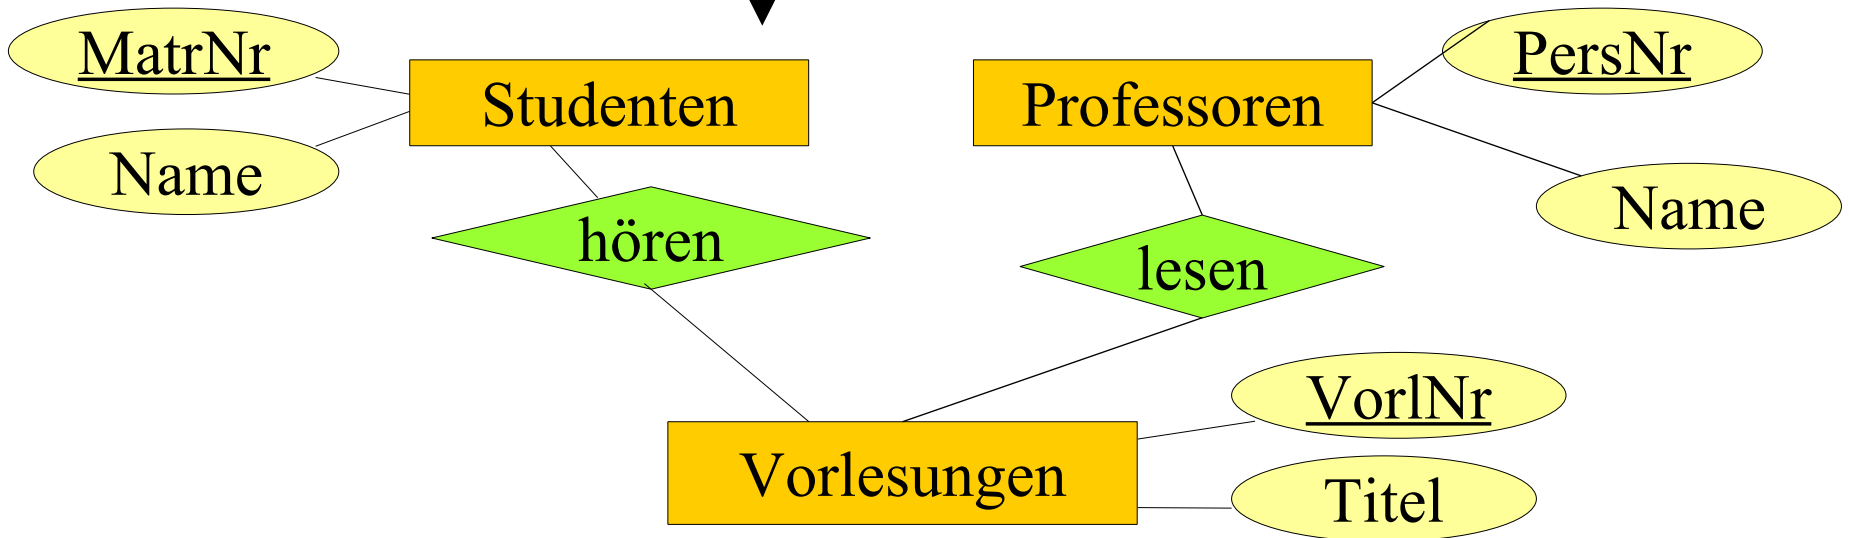 MatrNr
Studenten
Professoren
PersNr
Name
Name
hören
lesen
VorlNr
Vorlesungen
Titel